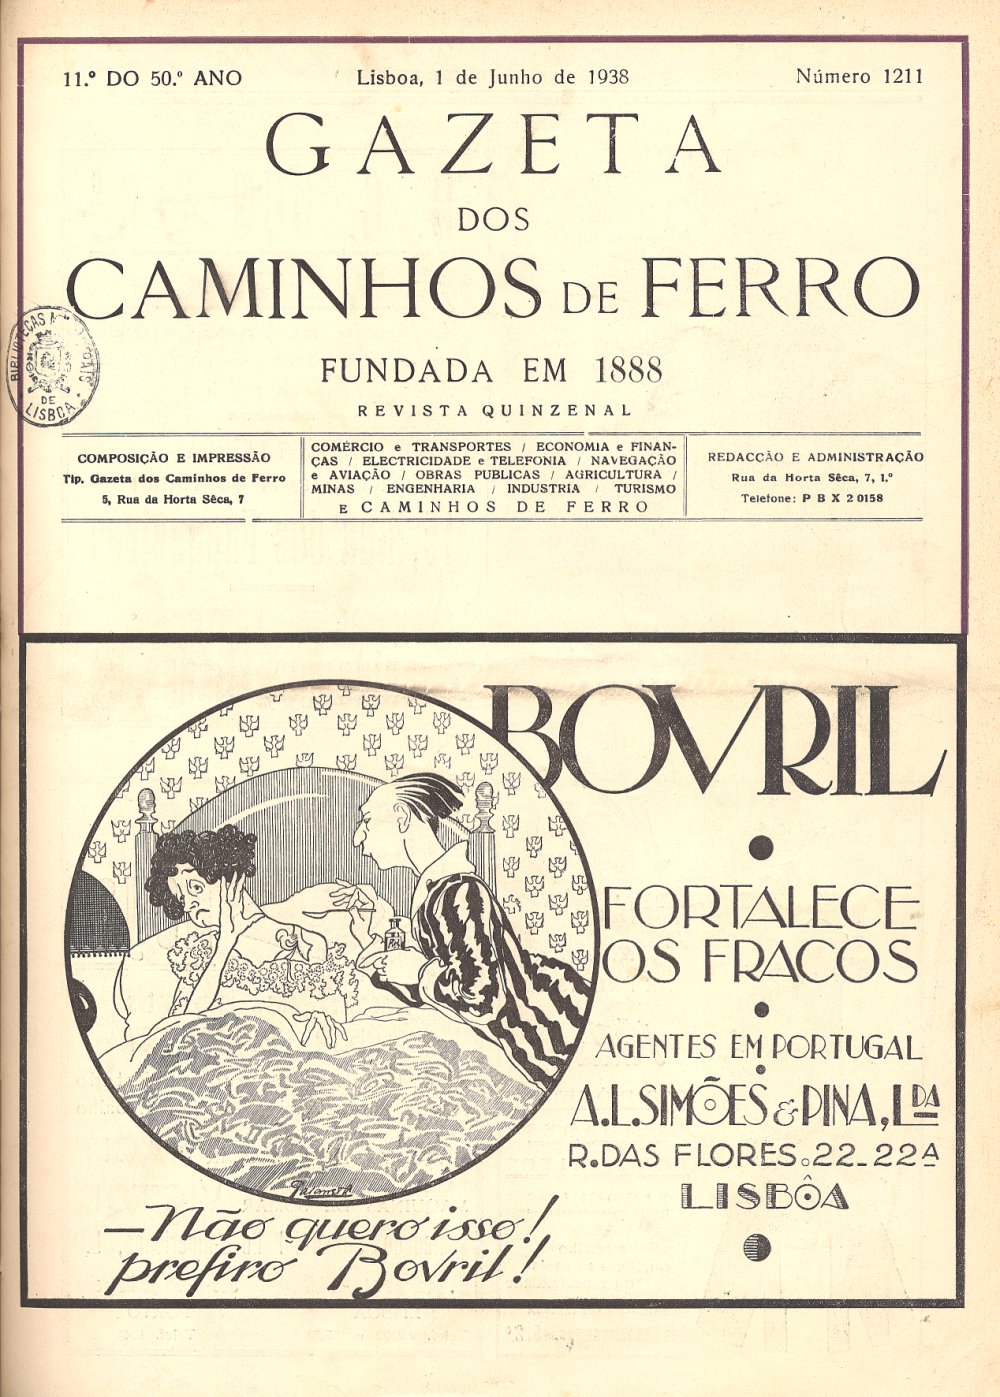 11.º DO 50.º ANO
Lisboa, 1 de Junho de 1938
Número 1211
GAZETA
DOS
CAMINHOS DE FERRO
FUNDADA EM 1888
REVISTA QUINZENAL
DE
LISBOA
COMPOSIÇÃO E IMPRESSÃO
Tip. Gazeta dos Caminhos de Ferro
5, Rua da Horta Sêca, 7
COMÉRCIO e TRANSPORTES / ECONOMIA e FINAN-
ÇAS / ELECTRICIDADE e TELEFONIA / NAVEGAÇÃO
e AVIAÇÃO / OBRAS PUBLICAS / AGRICULTURA /
MINAS / ENGENHARIA / INDUSTRIA / TURISMO
E CAMINHOS DE FERRO
REDACÇÃO E ADMINISTRAÇÃO
Rua da Horta Sêca, 7, 1.º
Telefone: P B X 2 0158
BOVRIL
FORTALECE
OS FRACOS
AGENTES EM PORTUGAL
A.L.SIMÕES & PINA, LDA
R. DAS FLORES. 22-22A
LISBÔA
—Não quero isso!
prefiro Bovril!